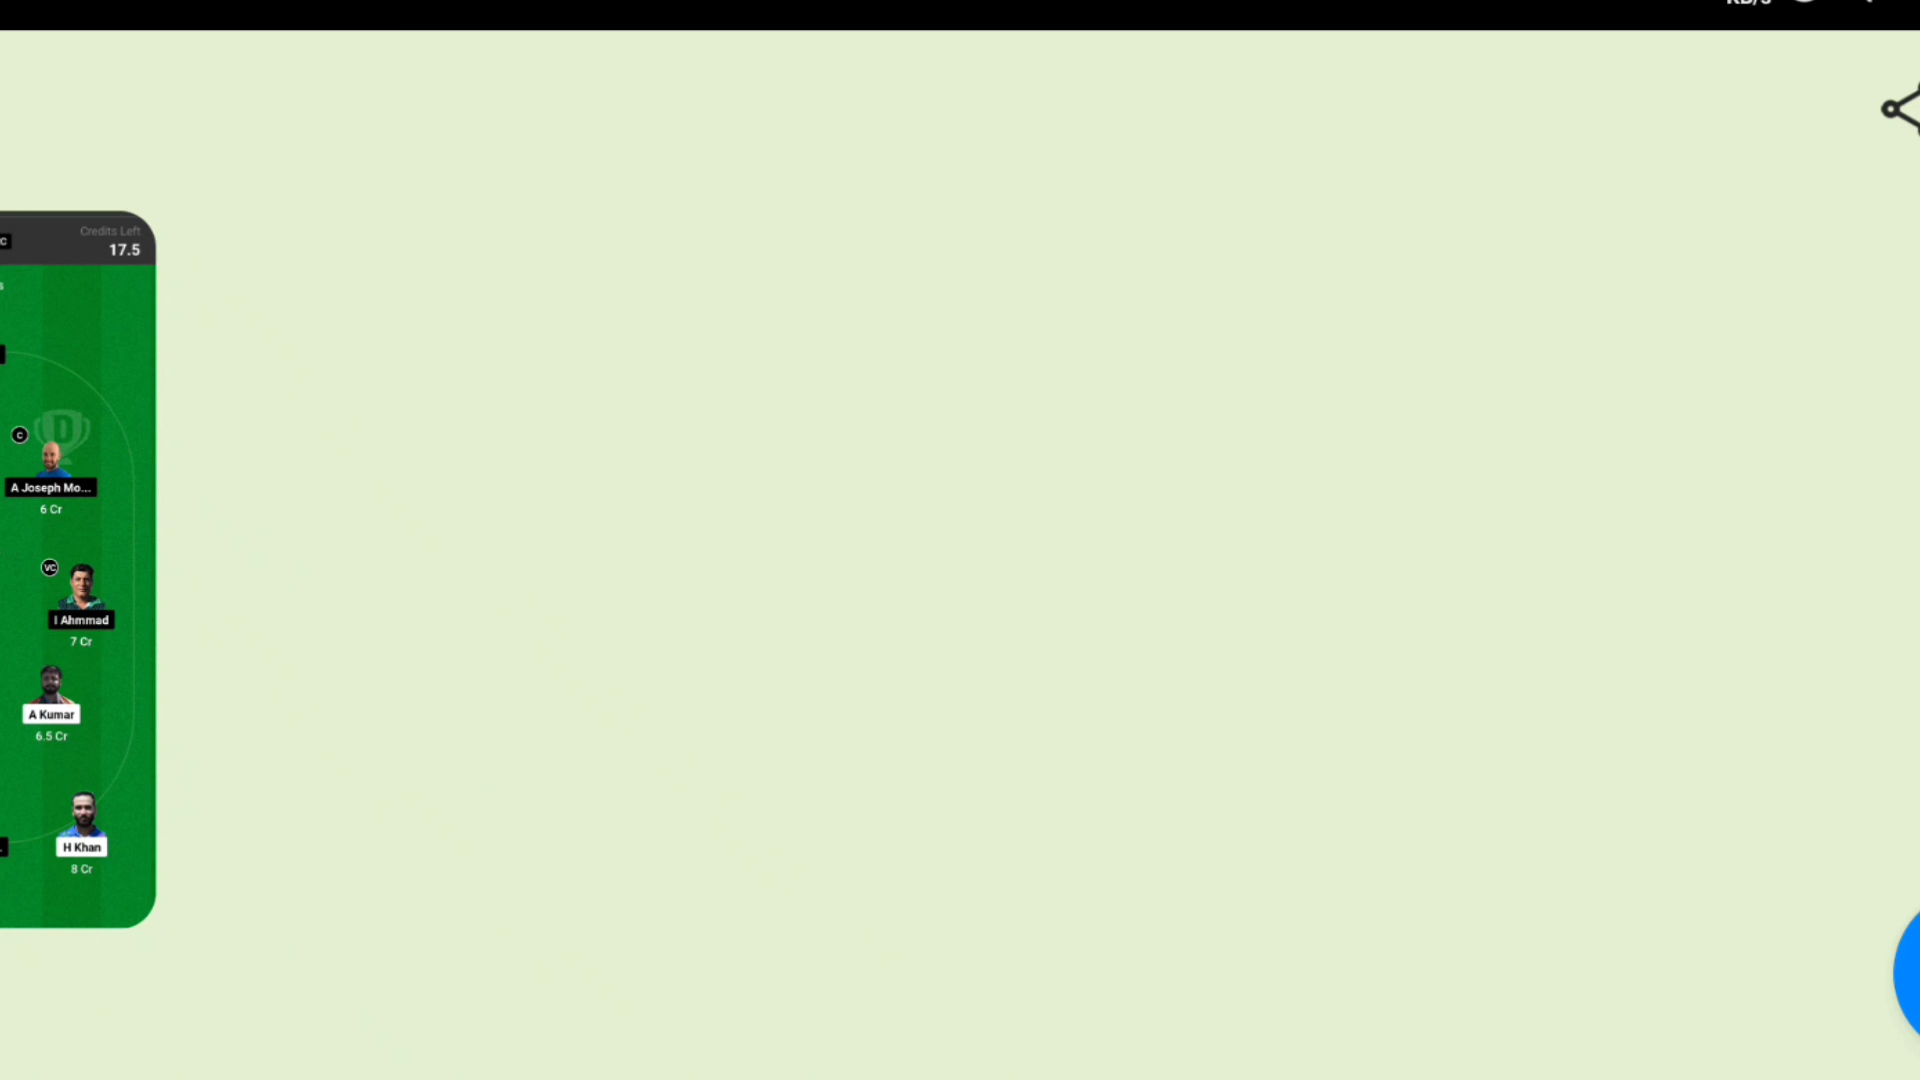 KB/s
C
Credits Left
17.5
s
C
A Joseph Mo...
6 Cr
VC
I Ahmmad
7 Cr
A Kumar
6.5 Cr
H Khan
8 Cr